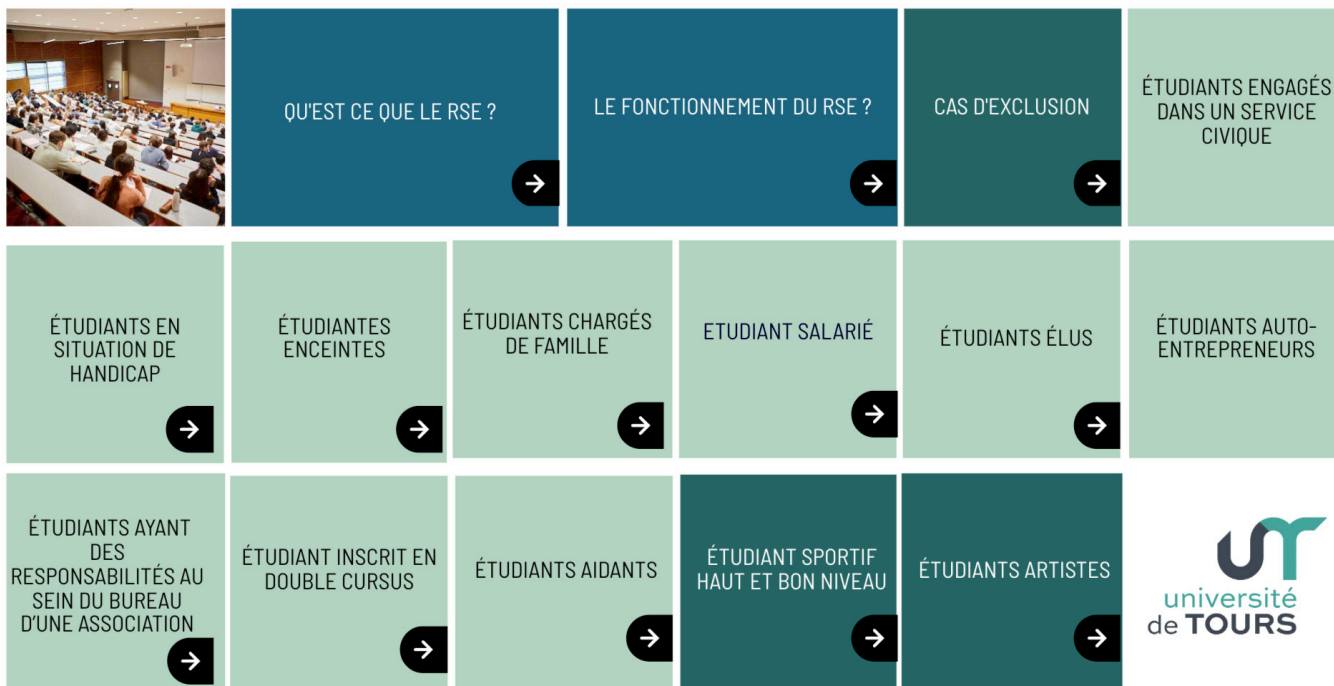 QU'EST CE QUE LE RSE ?
LE FONCTIONNEMENT DU RSE ?
CAS D'EXCLUSION
ÉTUDIANTS ENGAGÉS
DANS UN SERVICE
CIVIQUE
ÉTUDIANTS EN
SITUATION DE
HANDICAP
ÉTUDIANTES
ENCEINTES
ÉTUDIANTS CHARGÉS
DE FAMILLE
ETUDIANT SALARIÉ
ÉTUDIANTS ÉLUS
ÉTUDIANTS AUTO-
ENTREPRENEURS
ÉTUDIANTS AYANT
DES
RESPONSABILITÉS AU
SEIN DU BUREAU
D'UNE ASSOCIATION
ÉTUDIANT INSCRIT EN
DOUBLE CURSUS
ÉTUDIANTS AIDANTS
ÉTUDIANT SPORTIF
HAUT ET BON NIVEAU
ÉTUDIANTS ARTISTES
université
de TOURS